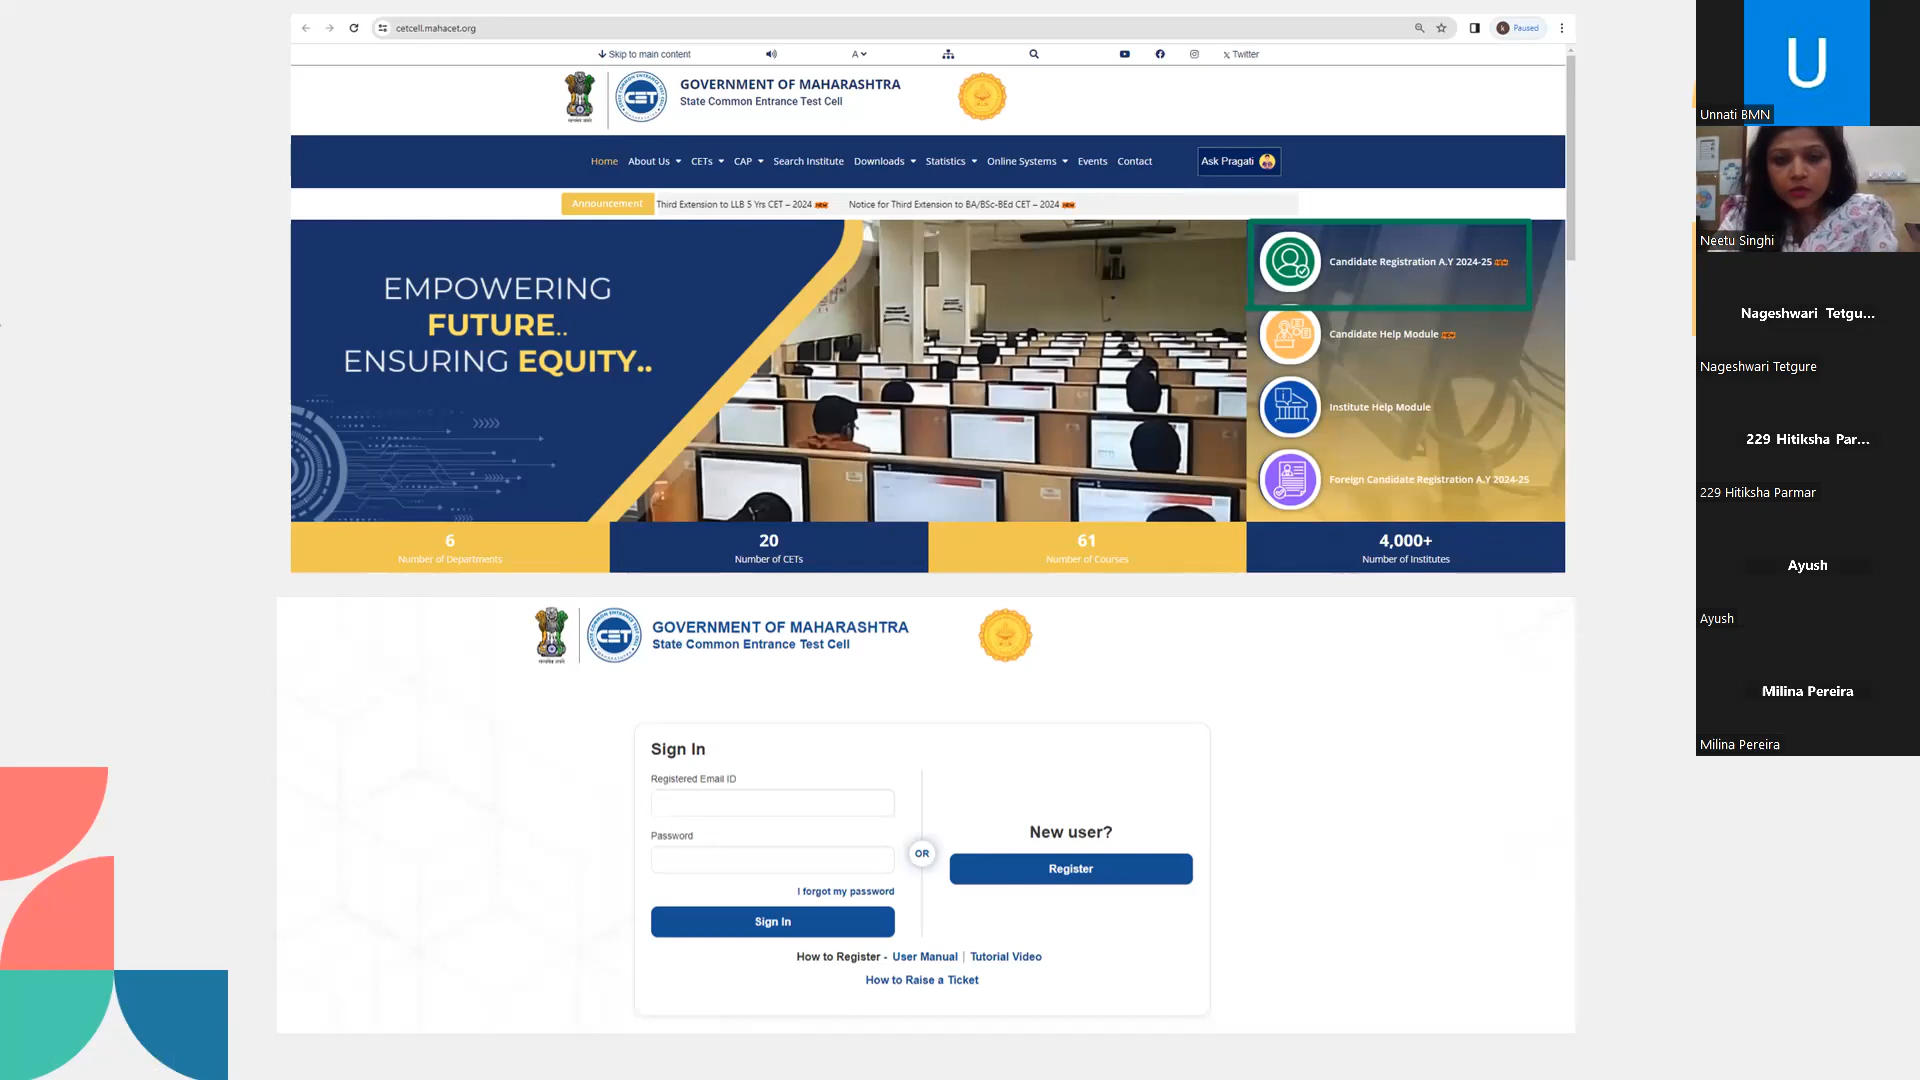 cetcell.mahacet.org
Paused
Skip to main content
A
Twitter
CET
GOVERNMENT OF MAHARASHTRA
State Common Entrance Test Cell
Home About Us CETs CAP Search Institute Downloads Statistics Online Systems Events Contact Ask Pragati
Announcement Third Extension to LLB 5 Yrs CET – 2024 NEW Notice for Third Extension to BA/BSc-BEd CET – 2024 NEW
EMPOWERING
FUTURE..
ENSURING EQUITY..
Candidate Registration A.Y 2024-25 NEW
Candidate Help Module NEW
Institute Help Module
Foreign Candidate Registration A.Y 2024-25
6
Number of Departments
20
Number of CETs
61
Number of Courses
4,000+
Number of Institutes
CET
GOVERNMENT OF MAHARASHTRA
State Common Entrance Test Cell
Sign In
Registered Email ID
Password
I forgot my password
Sign In
OR
New user?
Register
How to Register - User Manual | Tutorial Video
How to Raise a Ticket
U
Unnati BMN
Neetu Singhi
Nageshwari Tetgu...
Nageshwari Tetgure
229 Hitiksha Par...
229 Hitiksha Parmar
Ayush
Ayush
Milina Pereira
Milina Pereira